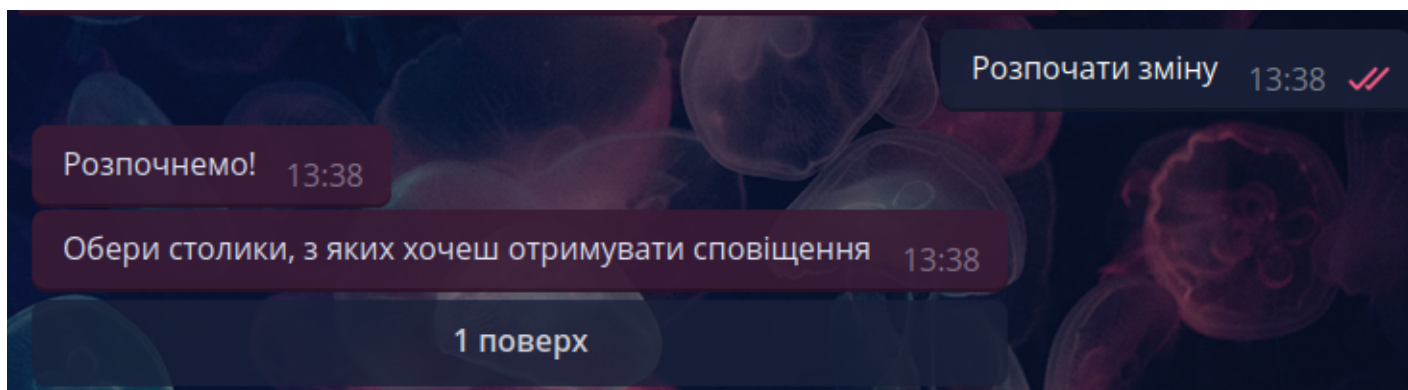 Розпочати зміну 13:38
Розпочнемо! 13:38
Обери столики, з яких хочеш отримувати сповіщення 13:38
1 поверх